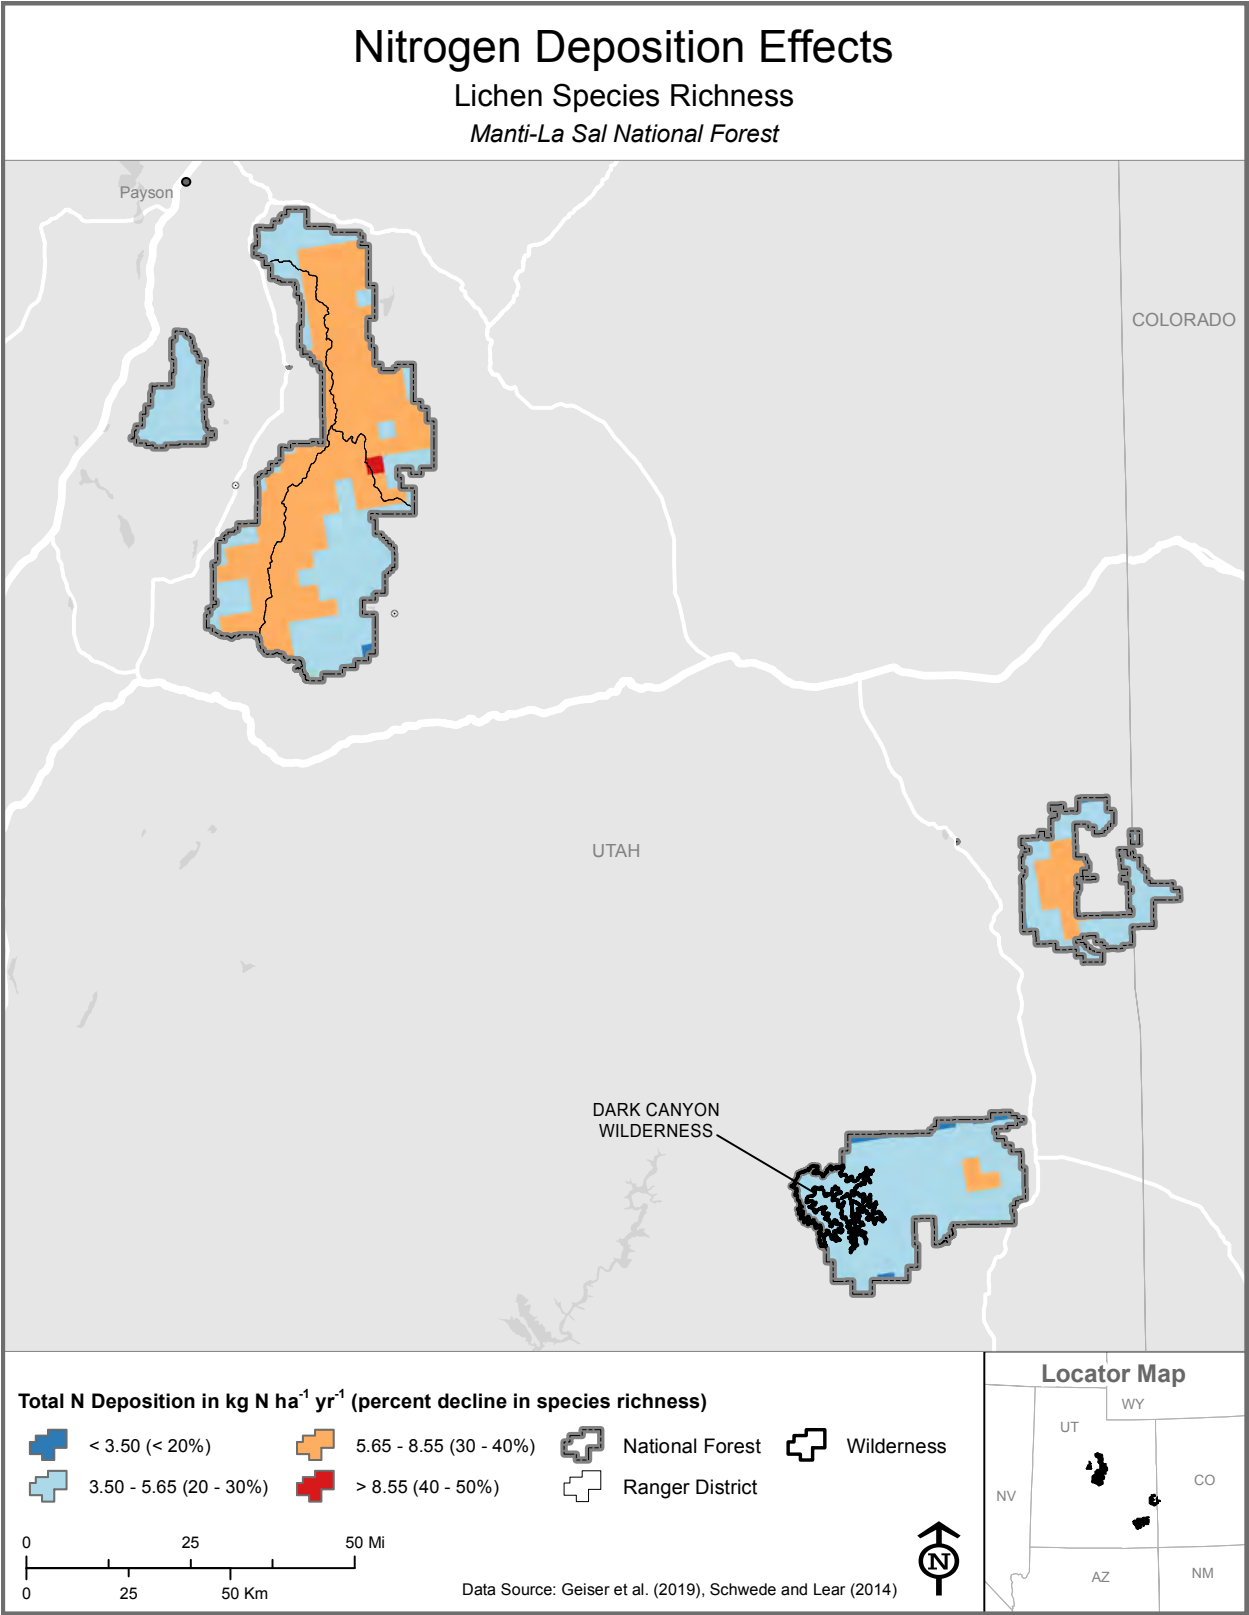 Nitrogen Deposition Effects
Lichen Species Richness
Manti-La Sal National Forest
Payson
COLORADO
UTAH
DARK CANYON
WILDERNESS
Total N Deposition in kg N ha⁻¹ yr⁻¹ (percent decline in species richness)
< 3.50 (< 20%)
5.65 - 8.55 (30 - 40%)
National Forest
Wilderness
3.50 - 5.65 (20 - 30%)
> 8.55 (40 - 50%)
Ranger District
0 25 50 Mi
0 25 50 Km
Data Source: Geiser et al. (2019), Schwede and Lear (2014)
N
Locator Map
WY
UT
CO
NV
AZ
NM